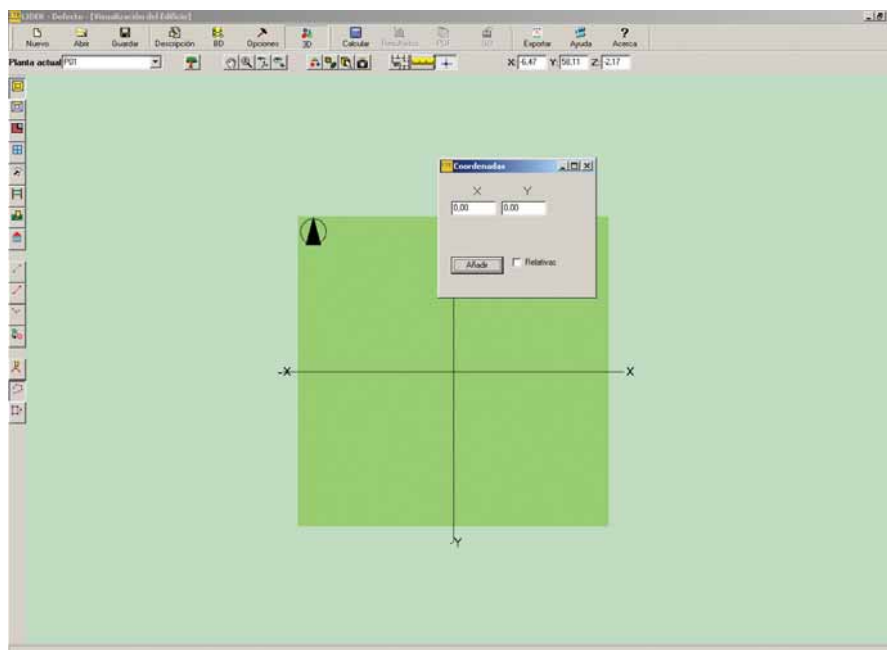 LIDER - Defecto - [Visualización del Edificio]
Nuevo Abrir Guardar Descripción BD Opciones 3D Calcular Resultados PDF Exportar Ayuda Acerca
Planta actual P01 X: -6,47 Y: 58,11 Z: -2,17
Coordenadas
X Y
0,00 0,00
Añadir Relativas
-X X
-Y